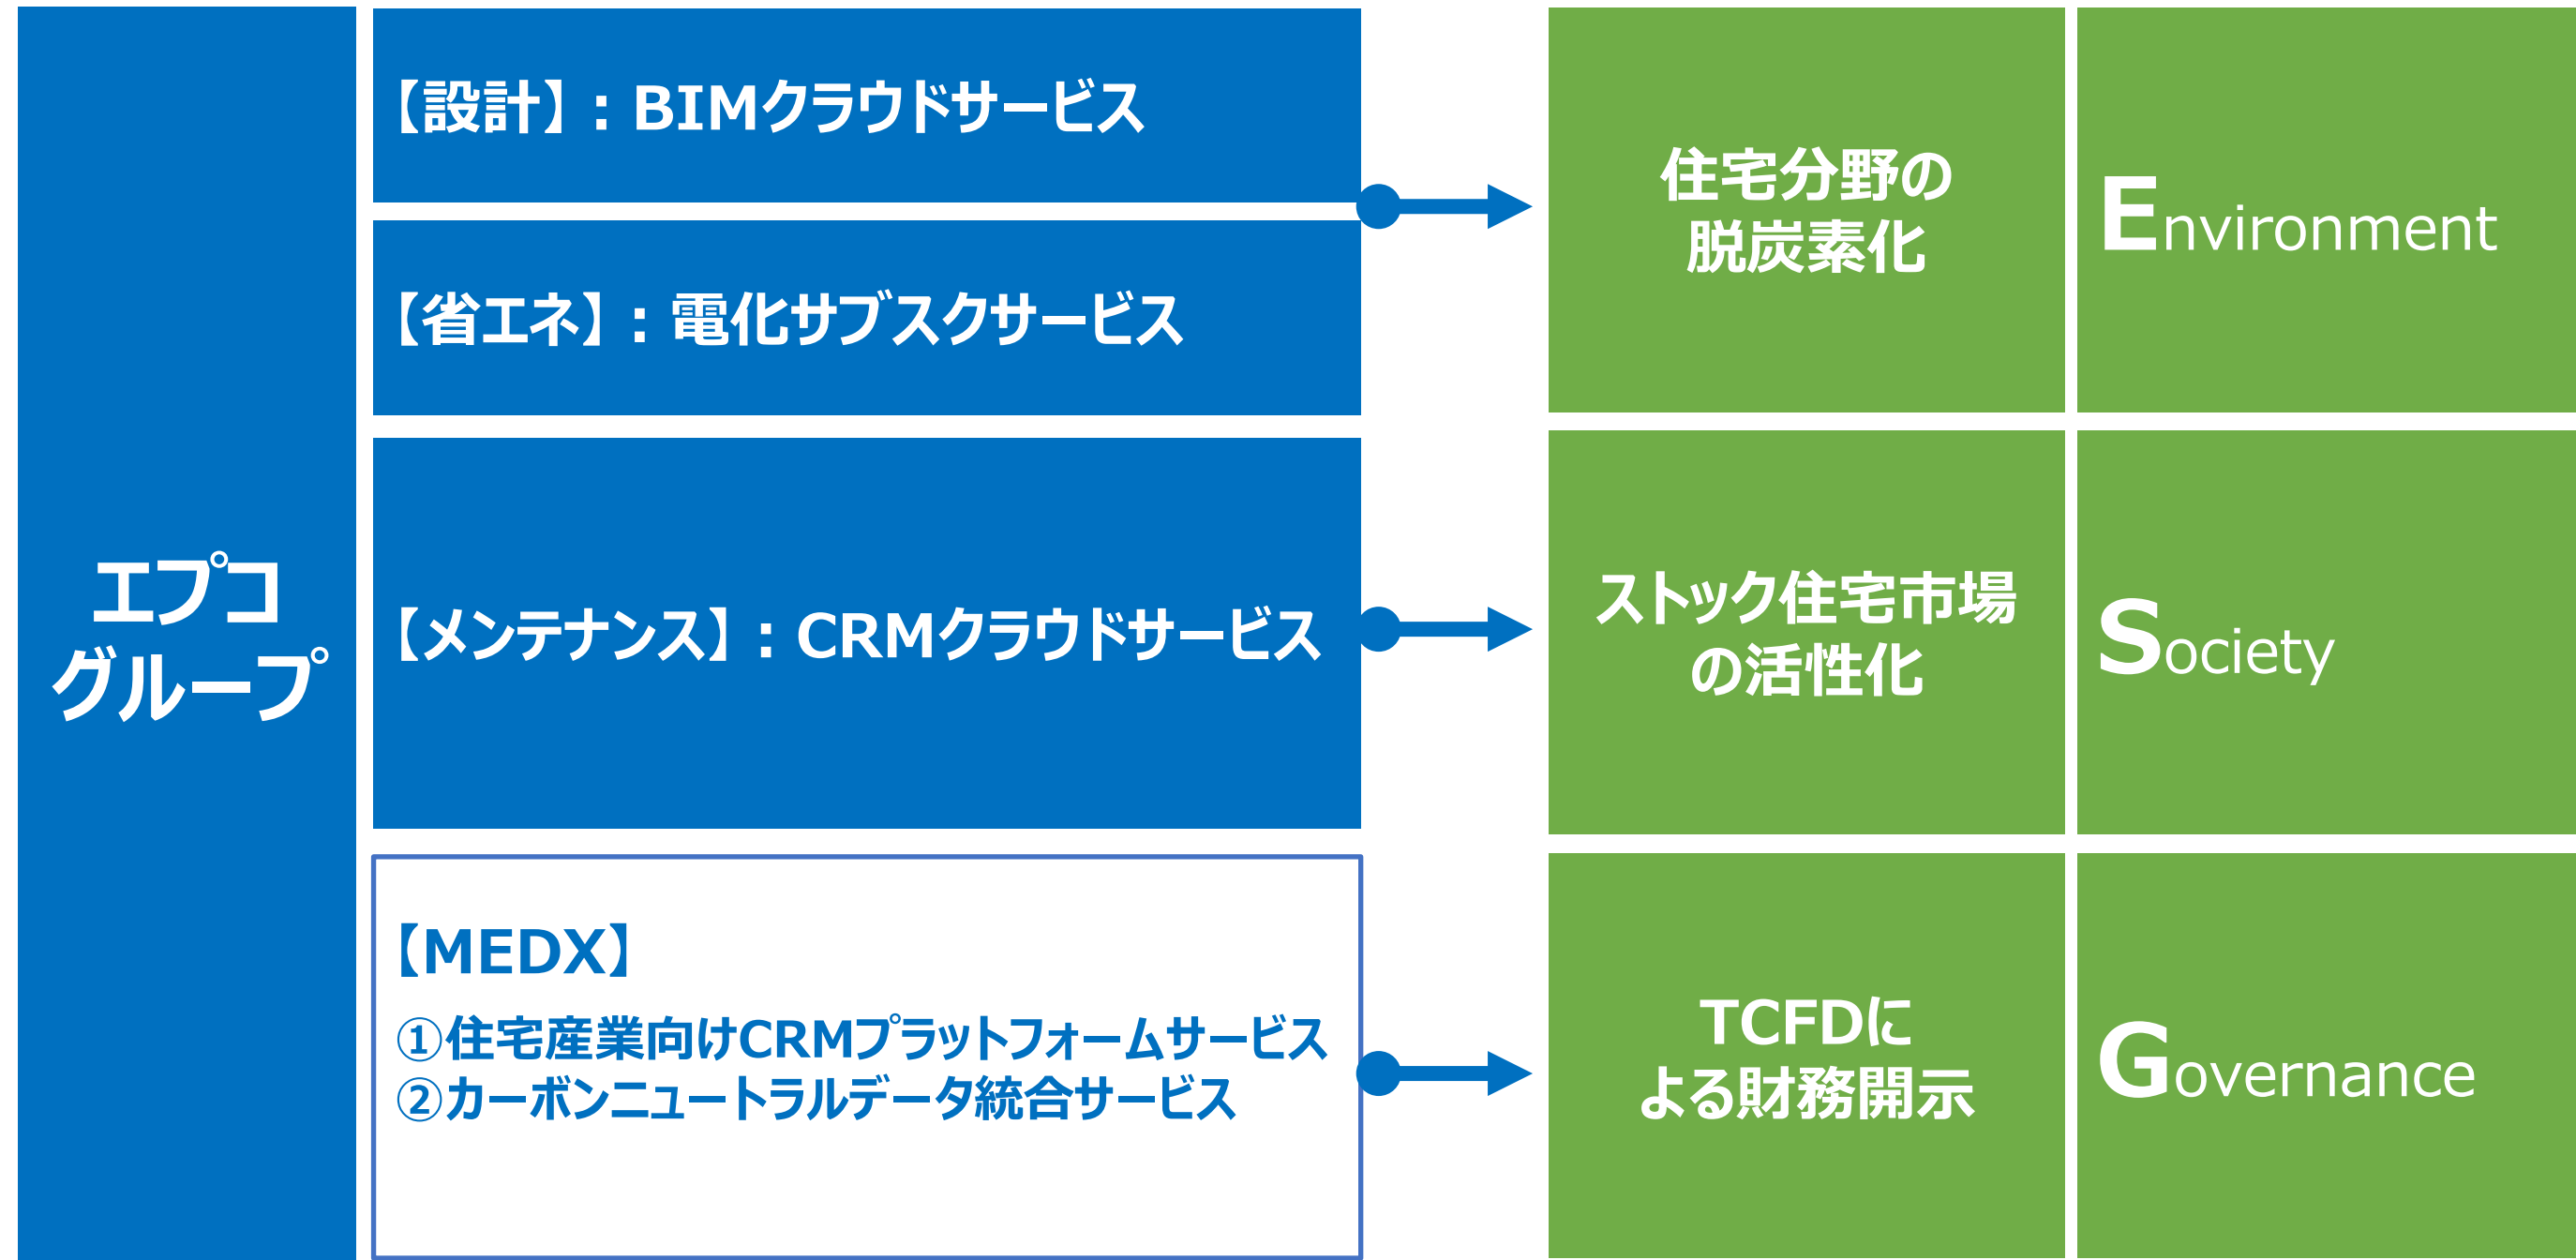 エプコ
グループ
【設計】：BIMクラウドサービス
【省エネ】：電化サブスクサービス
住宅分野の
脱炭素化
Environment
【メンテナンス】：CRMクラウドサービス
ストック住宅市場
の活性化
Society
【MEDX】
①住宅産業向けCRMプラットフォームサービス
②カーボンニュートラルデータ統合サービス
TCFDに
よる財務開示
Governance